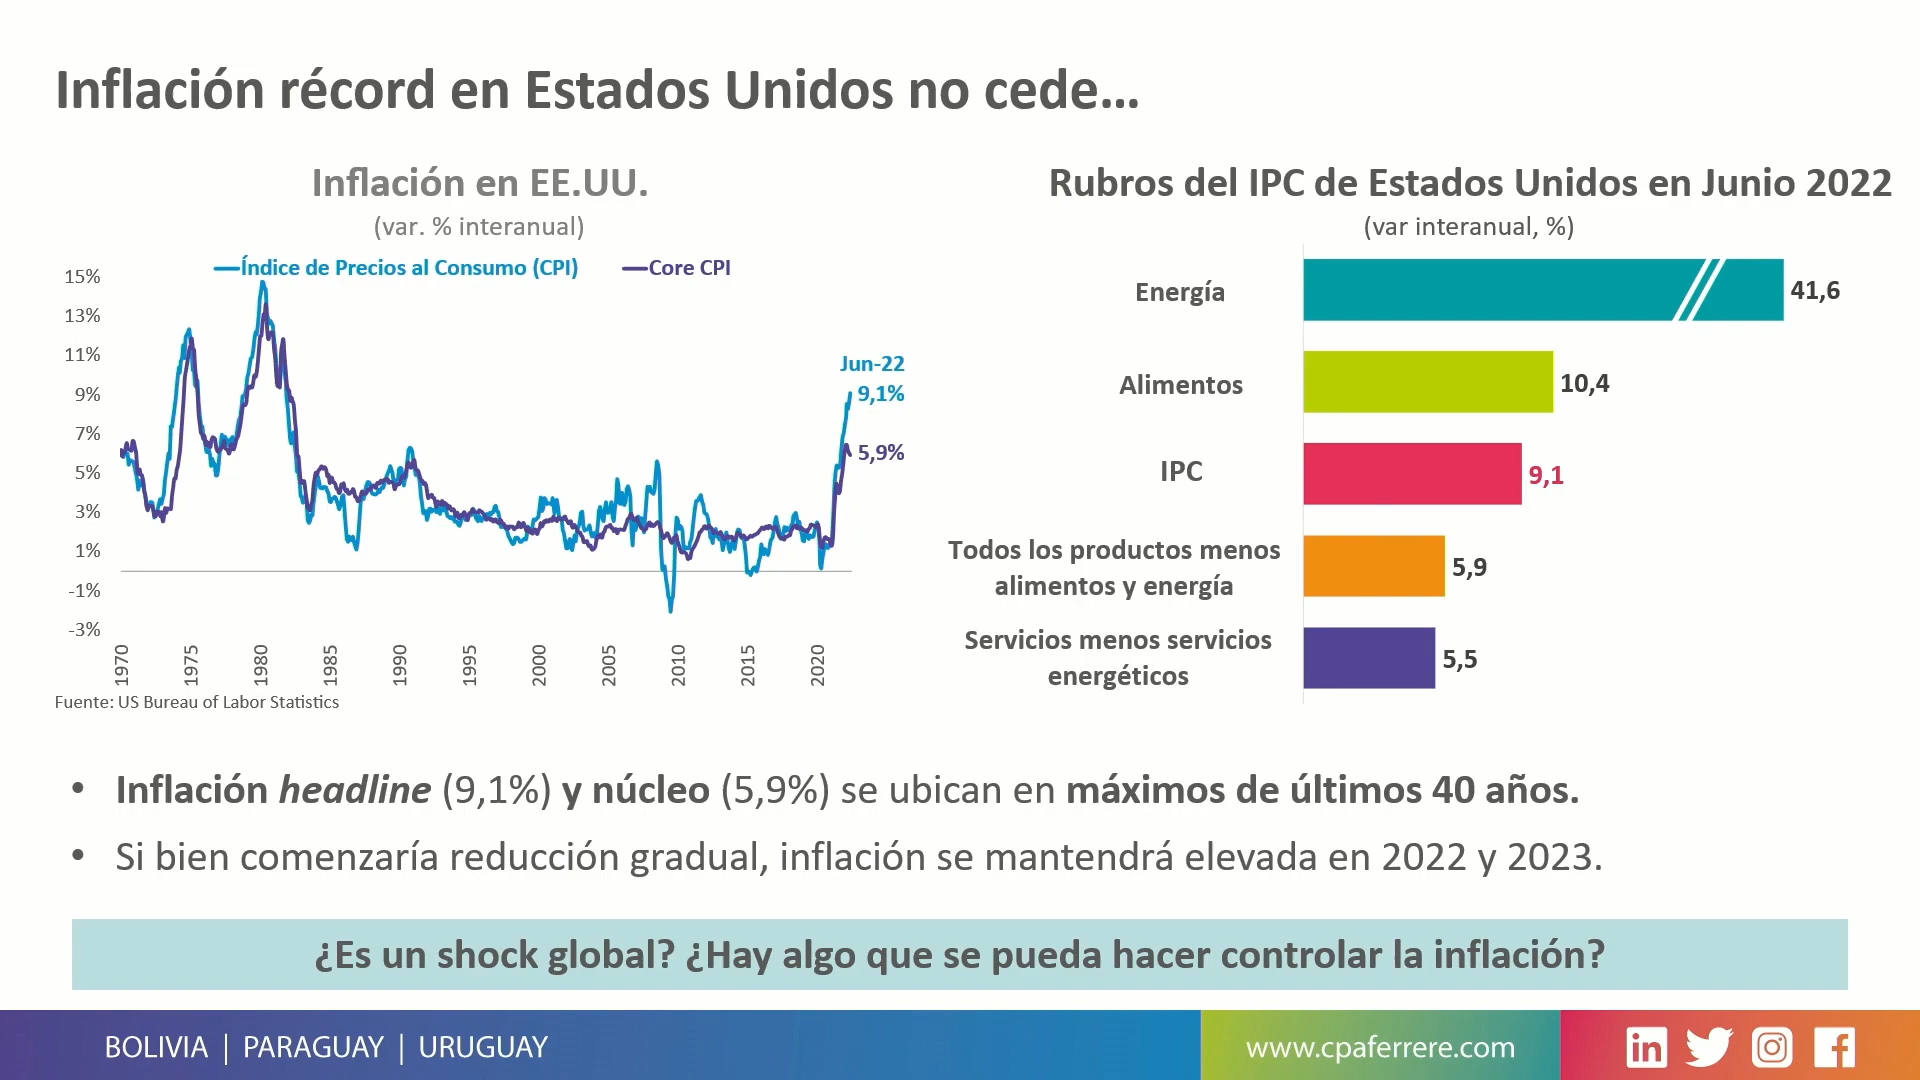 Inflación récord en Estados Unidos no cede...
Inflación en EE.UU.
(var. % interanual)
Índice de Precios al Consumo (CPI)
Core CPI
15%
13%
11%
9%
7%
5%
3%
1%
-1%
-3%
Jun-22
9,1%
5,9%
1970
1975
1980
1985
1990
1995
2000
2005
2010
2015
2020
Fuente: US Bureau of Labor Statistics
Rubros del IPC de Estados Unidos en Junio 2022
(var interanual, %)
Energía
41,6
Alimentos
10,4
IPC
9,1
Todos los productos menos
alimentos y energía
5,9
Servicios menos servicios
energéticos
5,5
• Inflación headline (9,1%) y núcleo (5,9%) se ubican en máximos de últimos 40 años.
• Si bien comenzaría reducción gradual, inflación se mantendrá elevada en 2022 y 2023.
¿Es un shock global? ¿Hay algo que se pueda hacer controlar la inflación?
BOLIVIA | PARAGUAY | URUGUAY
www.cpaferrere.com